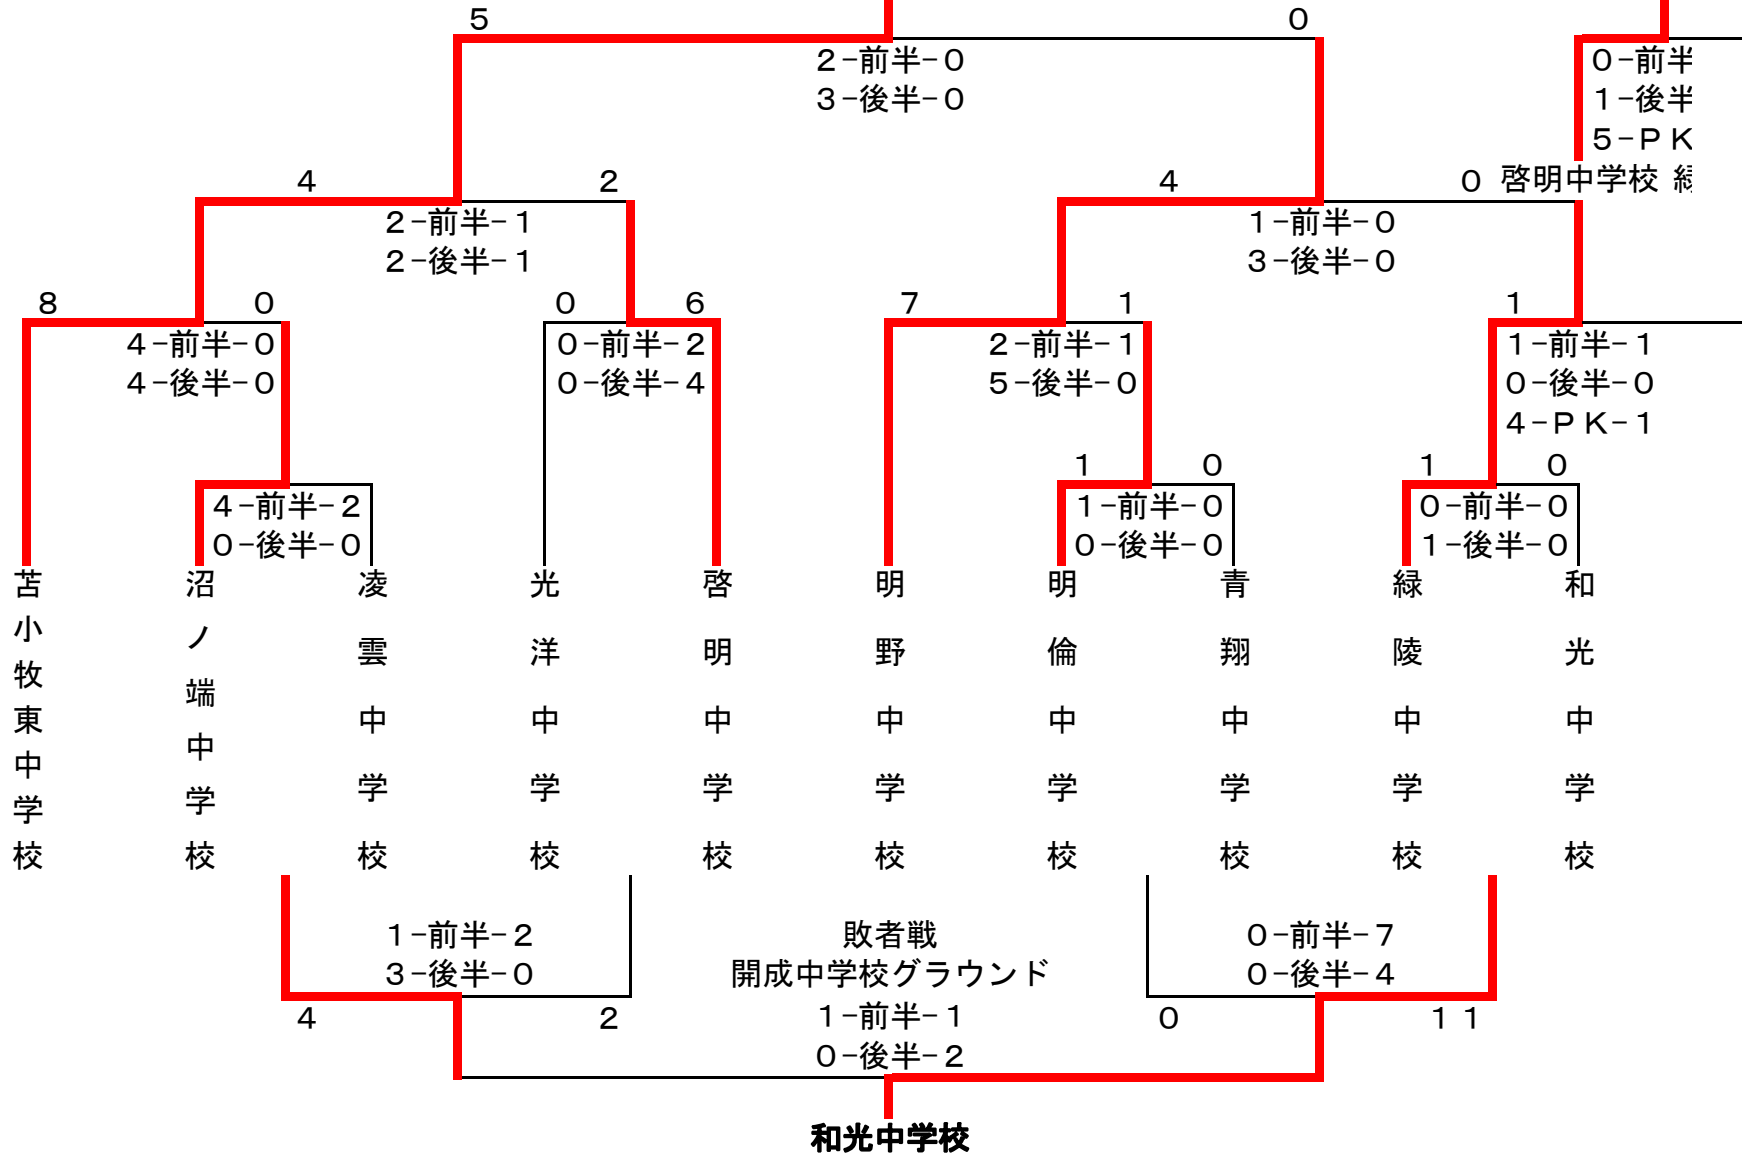 ５ ０
２－前半－０
３－後半－０
０－前半
１－後半
５－ＰＫ
啓明中学校
４ ２ ４ ０
２－前半－１
２－後半－１
１－前半－０
３－後半－０
８ ０ ０ ６ ７ １ １
４－前半－０
４－後半－０
０－前半－２
０－後半－４
２－前半－１
５－後半－０
１－前半－１
０－後半－０
４－ＰＫ－１
１ ０ １ ０
４－前半－２
０－後半－０
１－前半－０
０－後半－０
０－前半－０
１－後半－０
苫小牧東中学校
沼ノ端中学校
凌雲中学校
光洋中学校
啓明中学校
明野中学校
明倫中学校
青翔中学校
緑陵中学校
和光中学校
１－前半－２
３－後半－０
敗者戦
開成中学校グラウンド
０－前半－７
０－後半－４
４ ２ ０ １１
１－前半－１
０－後半－２
和光中学校